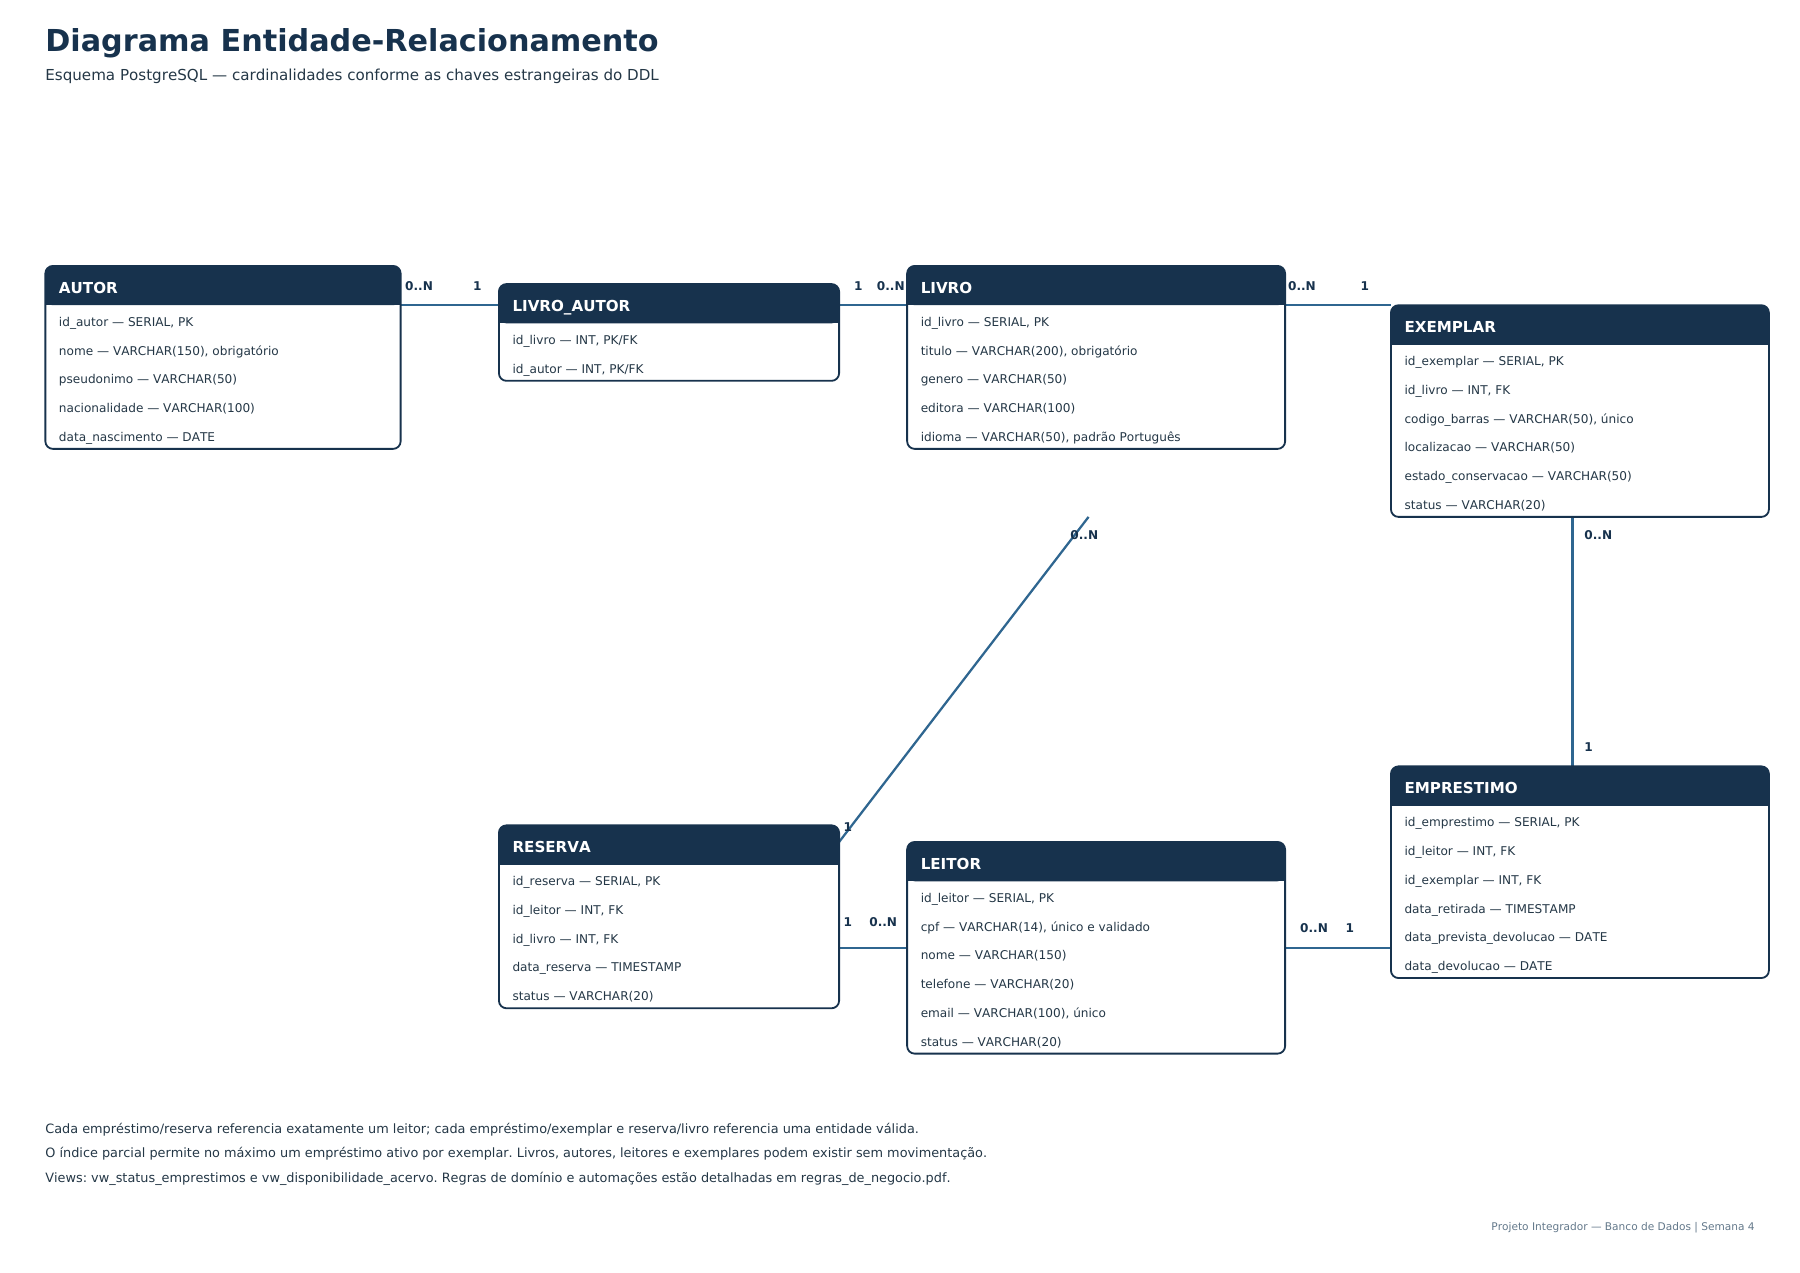 Diagrama Entidade-Relacionamento
Esquema PostgreSQL — cardinalidades conforme as chaves estrangeiras do DDL
AUTOR
id_autor — SERIAL, PK
nome — VARCHAR(150), obrigatório
pseudonimo — VARCHAR(50)
nacionalidade — VARCHAR(100)
data_nascimento — DATE
0..N
1
LIVRO_AUTOR
id_livro — INT, PK/FK
id_autor — INT, PK/FK
1
0..N
LIVRO
id_livro — SERIAL, PK
titulo — VARCHAR(200), obrigatório
genero — VARCHAR(50)
editora — VARCHAR(100)
idioma — VARCHAR(50), padrão Português
0..N
1
EXEMPLAR
id_exemplar — SERIAL, PK
id_livro — INT, FK
codigo_barras — VARCHAR(50), único
localizacao — VARCHAR(50)
estado_conservacao — VARCHAR(50)
status — VARCHAR(20)
0..N
0..N
1
1
RESERVA
id_reserva — SERIAL, PK
id_leitor — INT, FK
id_livro — INT, FK
data_reserva — TIMESTAMP
status — VARCHAR(20)
1
0..N
LEITOR
id_leitor — SERIAL, PK
cpf — VARCHAR(14), único e validado
nome — VARCHAR(150)
telefone — VARCHAR(20)
email — VARCHAR(100), único
status — VARCHAR(20)
0..N
1
EMPRESTIMO
id_emprestimo — SERIAL, PK
id_leitor — INT, FK
id_exemplar — INT, FK
data_retirada — TIMESTAMP
data_prevista_devolucao — DATE
data_devolucao — DATE
Cada empréstimo/reserva referencia exatamente um leitor; cada empréstimo/exemplar e reserva/livro referencia uma entidade válida.
O índice parcial permite no máximo um empréstimo ativo por exemplar. Livros, autores, leitores e exemplares podem existir sem movimentação.
Views: vw_status_emprestimos e vw_disponibilidade_acervo. Regras de domínio e automações estão detalhadas em regras_de_negocio.pdf.
Projeto Integrador — Banco de Dados | Semana 4